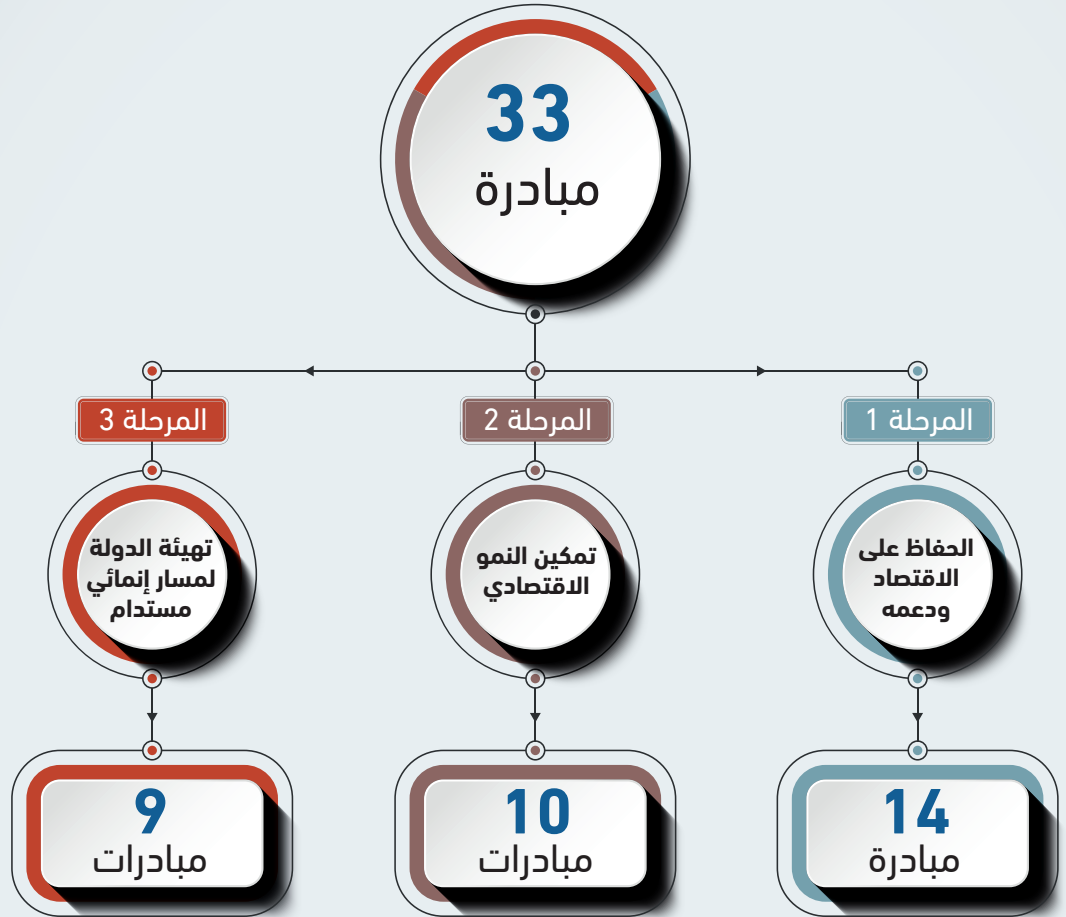 33
مبادرة
المرحلة 1
الحفاظ على
الاقتصاد
ودعمه
14
مبادرة
المرحلة 2
تمكين النمو
الاقتصادي
10
مبادرات
المرحلة 3
تهيئة الدولة
لمسار إنمائي
مستدام
9
مبادرات